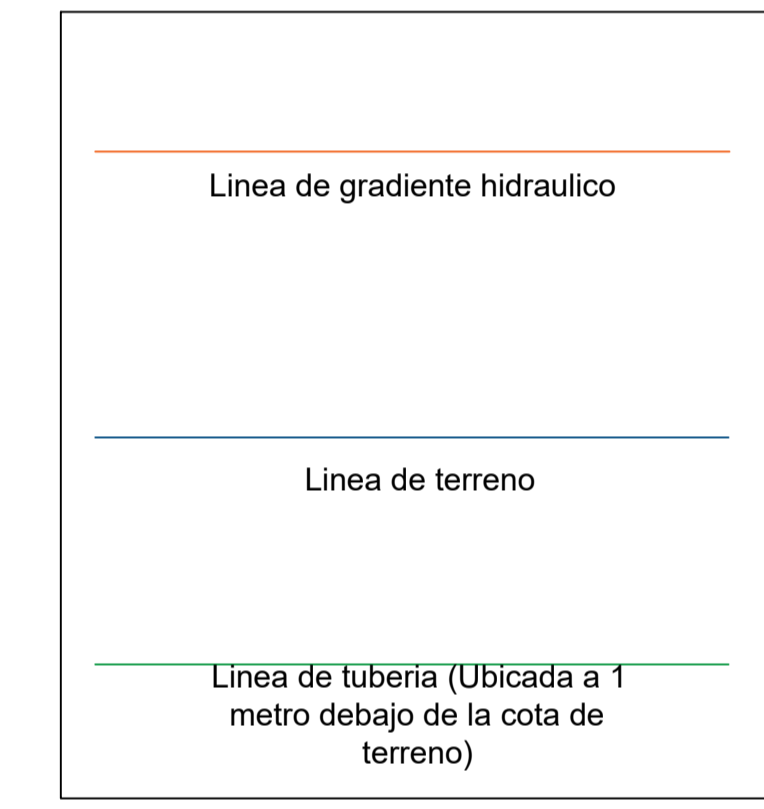 Linea de gradiente hidraulico
Linea de terreno
Linea de tuberia (Ubicada a 1
metro debajo de la cota de
terreno)